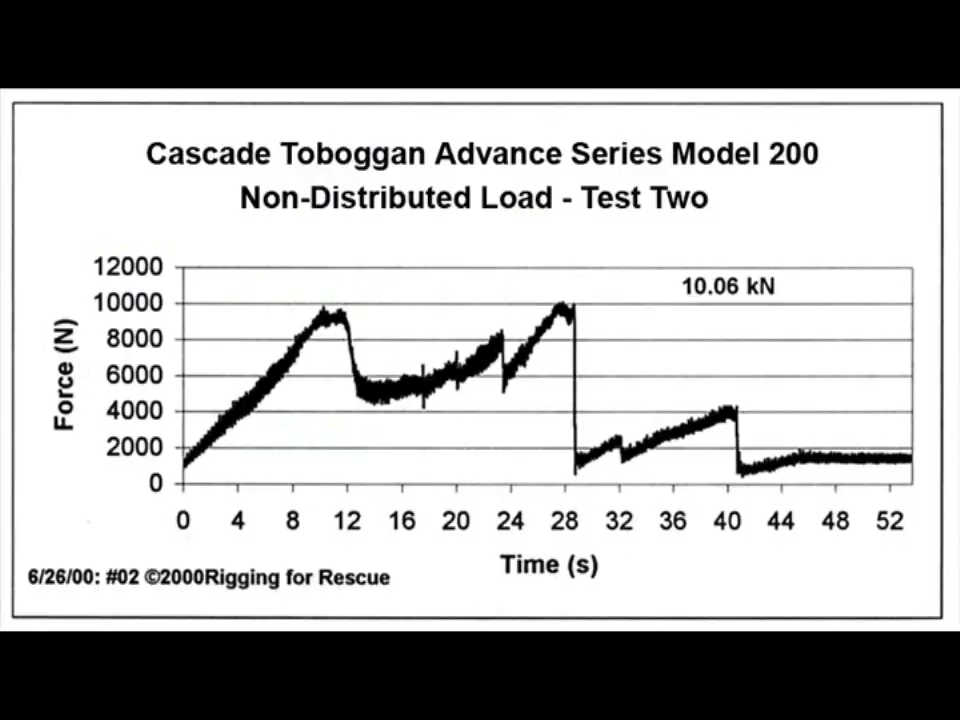 Cascade Toboggan Advance Series Model 200
Non-Distributed Load - Test Two
12000
10000
8000
6000
4000
2000
0
Force (N)
10.06 kN
0 4 8 12 16 20 24 28 32 36 40 44 48 52
Time (s)
6/26/00: #02 ©2000Rigging for Rescue